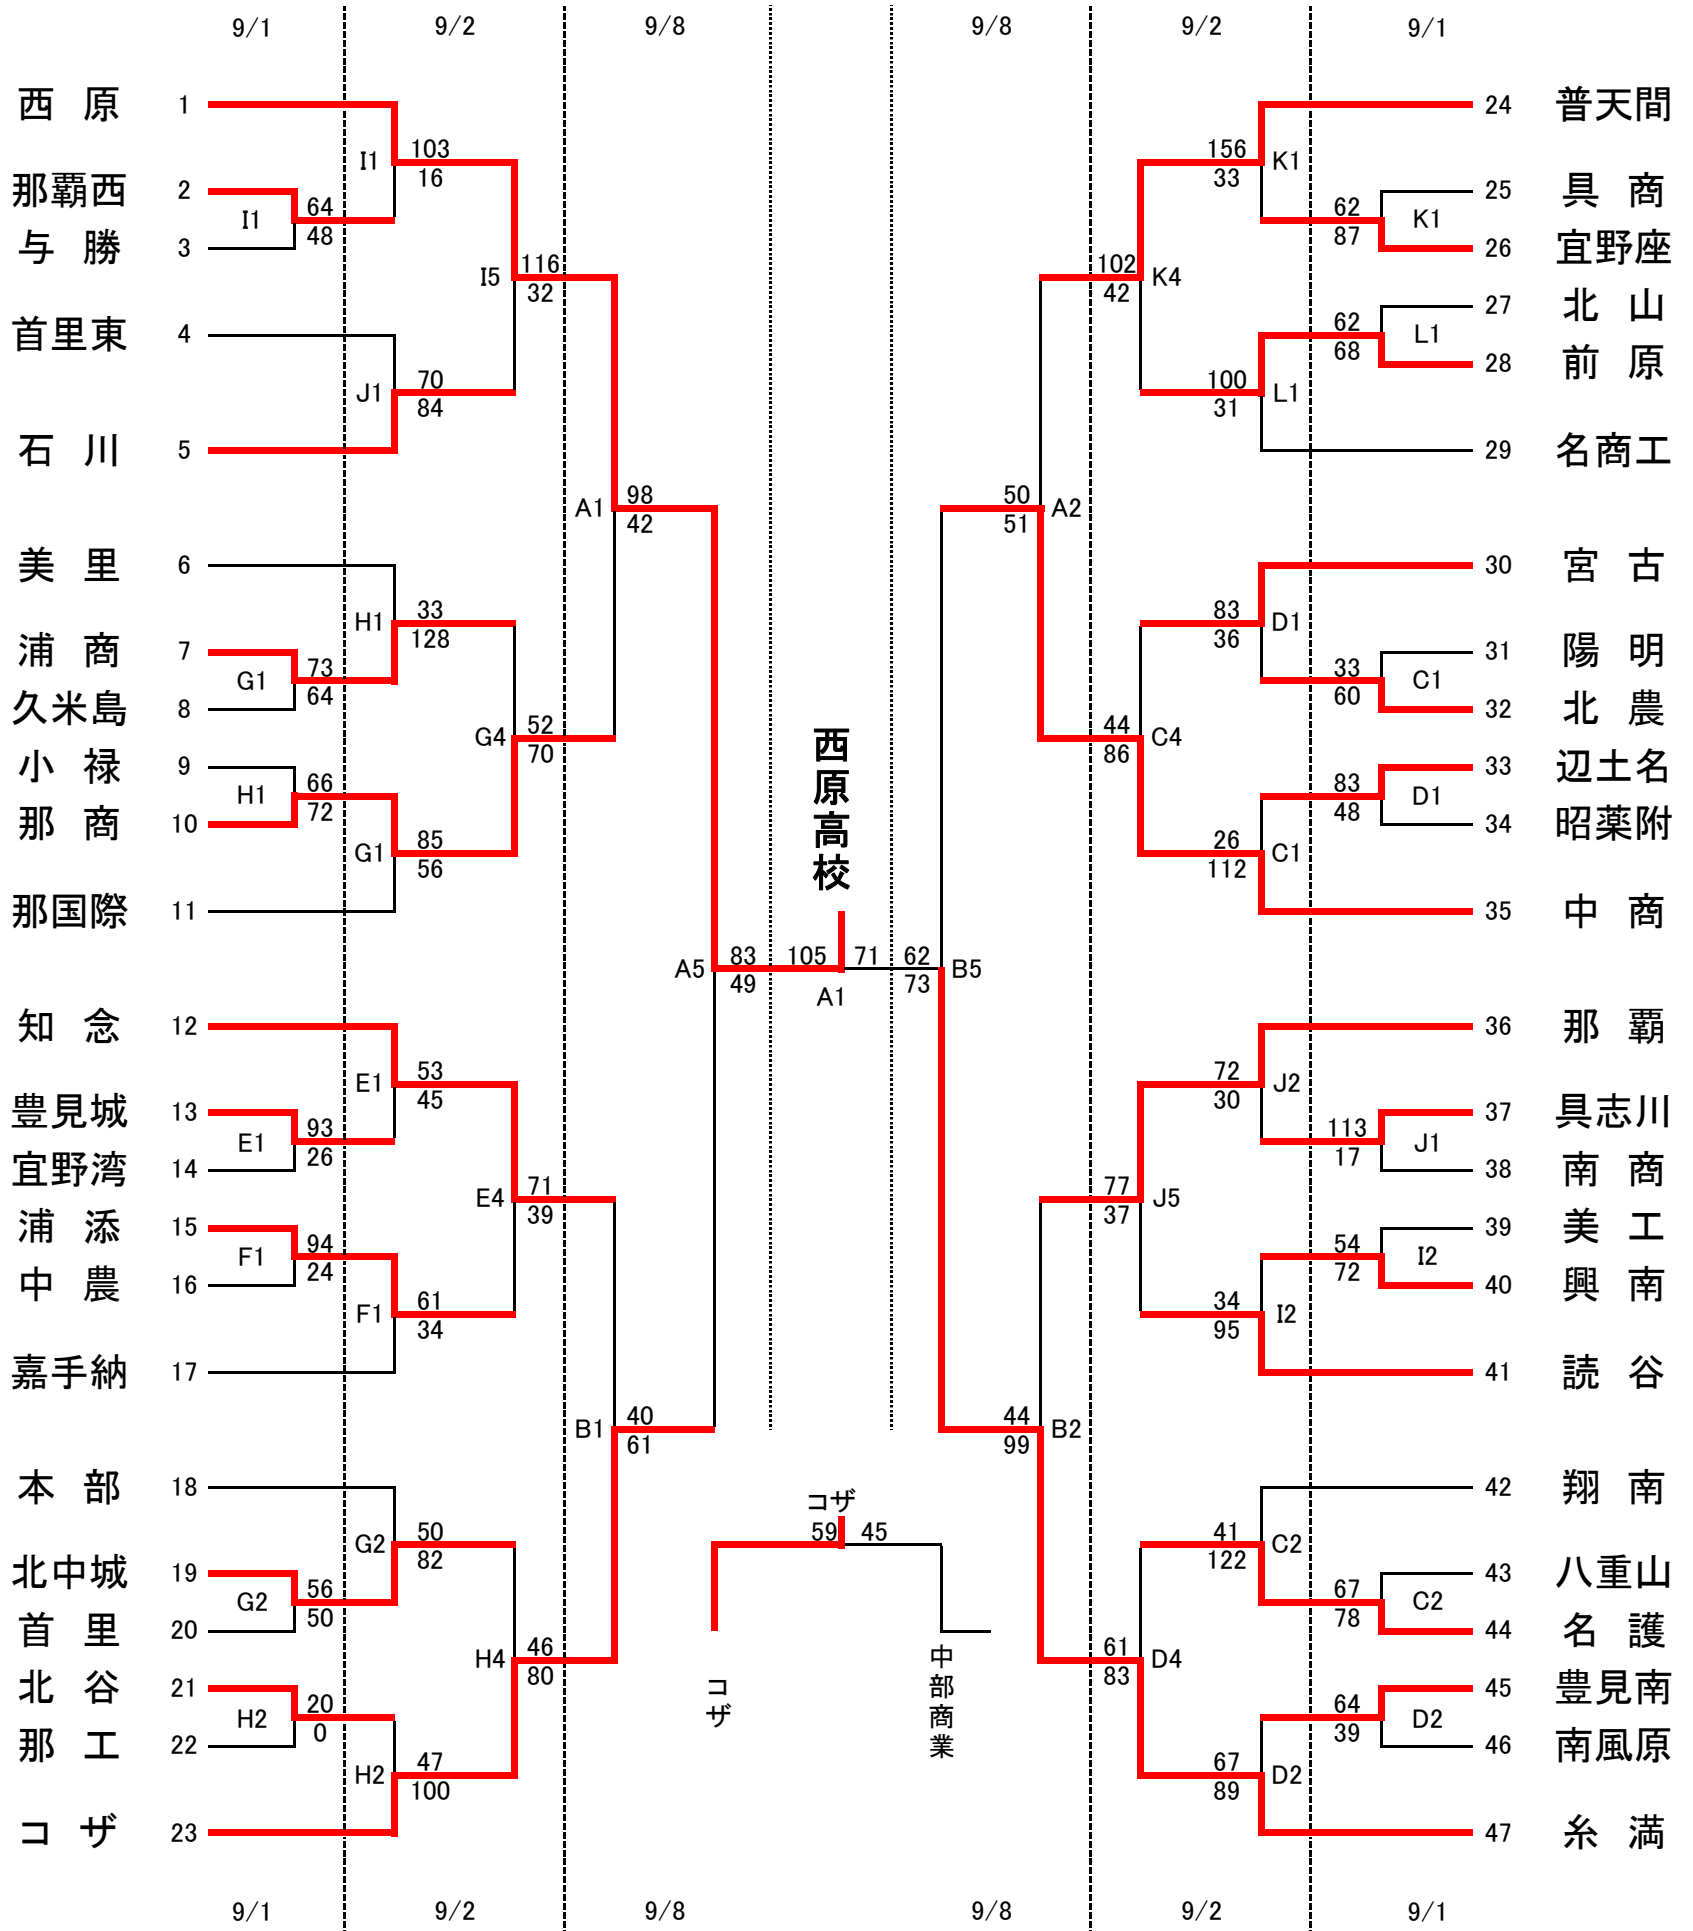 9/1 9/2 9/8 9/8 9/2 9/1
西 原 1
I1 103
16
那覇西 2
I1 64
48
与 勝 3
I5 116
32
首里東 4
J1 70
84
石 川 5
A1 98
42
美 里 6
H1 33
128
浦 商 7
G1 73
64
久米島 8
G4 52
70
小 禄 9
H1 66
72
那 商 10
G1 85
56
那国際 11
A5 83
49
知 念 12
E1 53
45
豊見城 13
E1 93
26
宜野湾 14
E4 71
39
浦 添 15
F1 94
24
中 農 16
F1 61
34
嘉手納 17
B1 40
61
本 部 18
G2 50
82
北中城 19
G2 56
50
首 里 20
H4 46
80
北 谷 21
H2 20
0
那 工 22
H2 47
100
コ ザ 23
西原高校
105 71
A1
コザ
59 45
コザ
中部商業
24 普天間
156 K1
33
25 具 商
62 K1
87
26 宜野座
102 K4
42
27 北 山
62 L1
68
28 前 原
100 L1
31
29 名商工
50 A2
51
30 宮 古
83 D1
36
31 陽 明
33 C1
60
32 北 農
44 C4
86
33 辺土名
83 D1
48
34 昭薬附
26 C1
112
35 中 商
62 B5
73
36 那 覇
72 J2
30
37 具志川
113 J1
17
38 南 商
77 J5
37
39 美 工
54 I2
72
40 興 南
34 I2
95
41 読 谷
44 B2
99
42 翔 南
41 C2
122
43 八重山
67 C2
78
44 名 護
61 D4
83
45 豊見南
64 D2
39
46 南風原
67 D2
89
47 糸 満
9/1 9/2 9/8 9/8 9/2 9/1